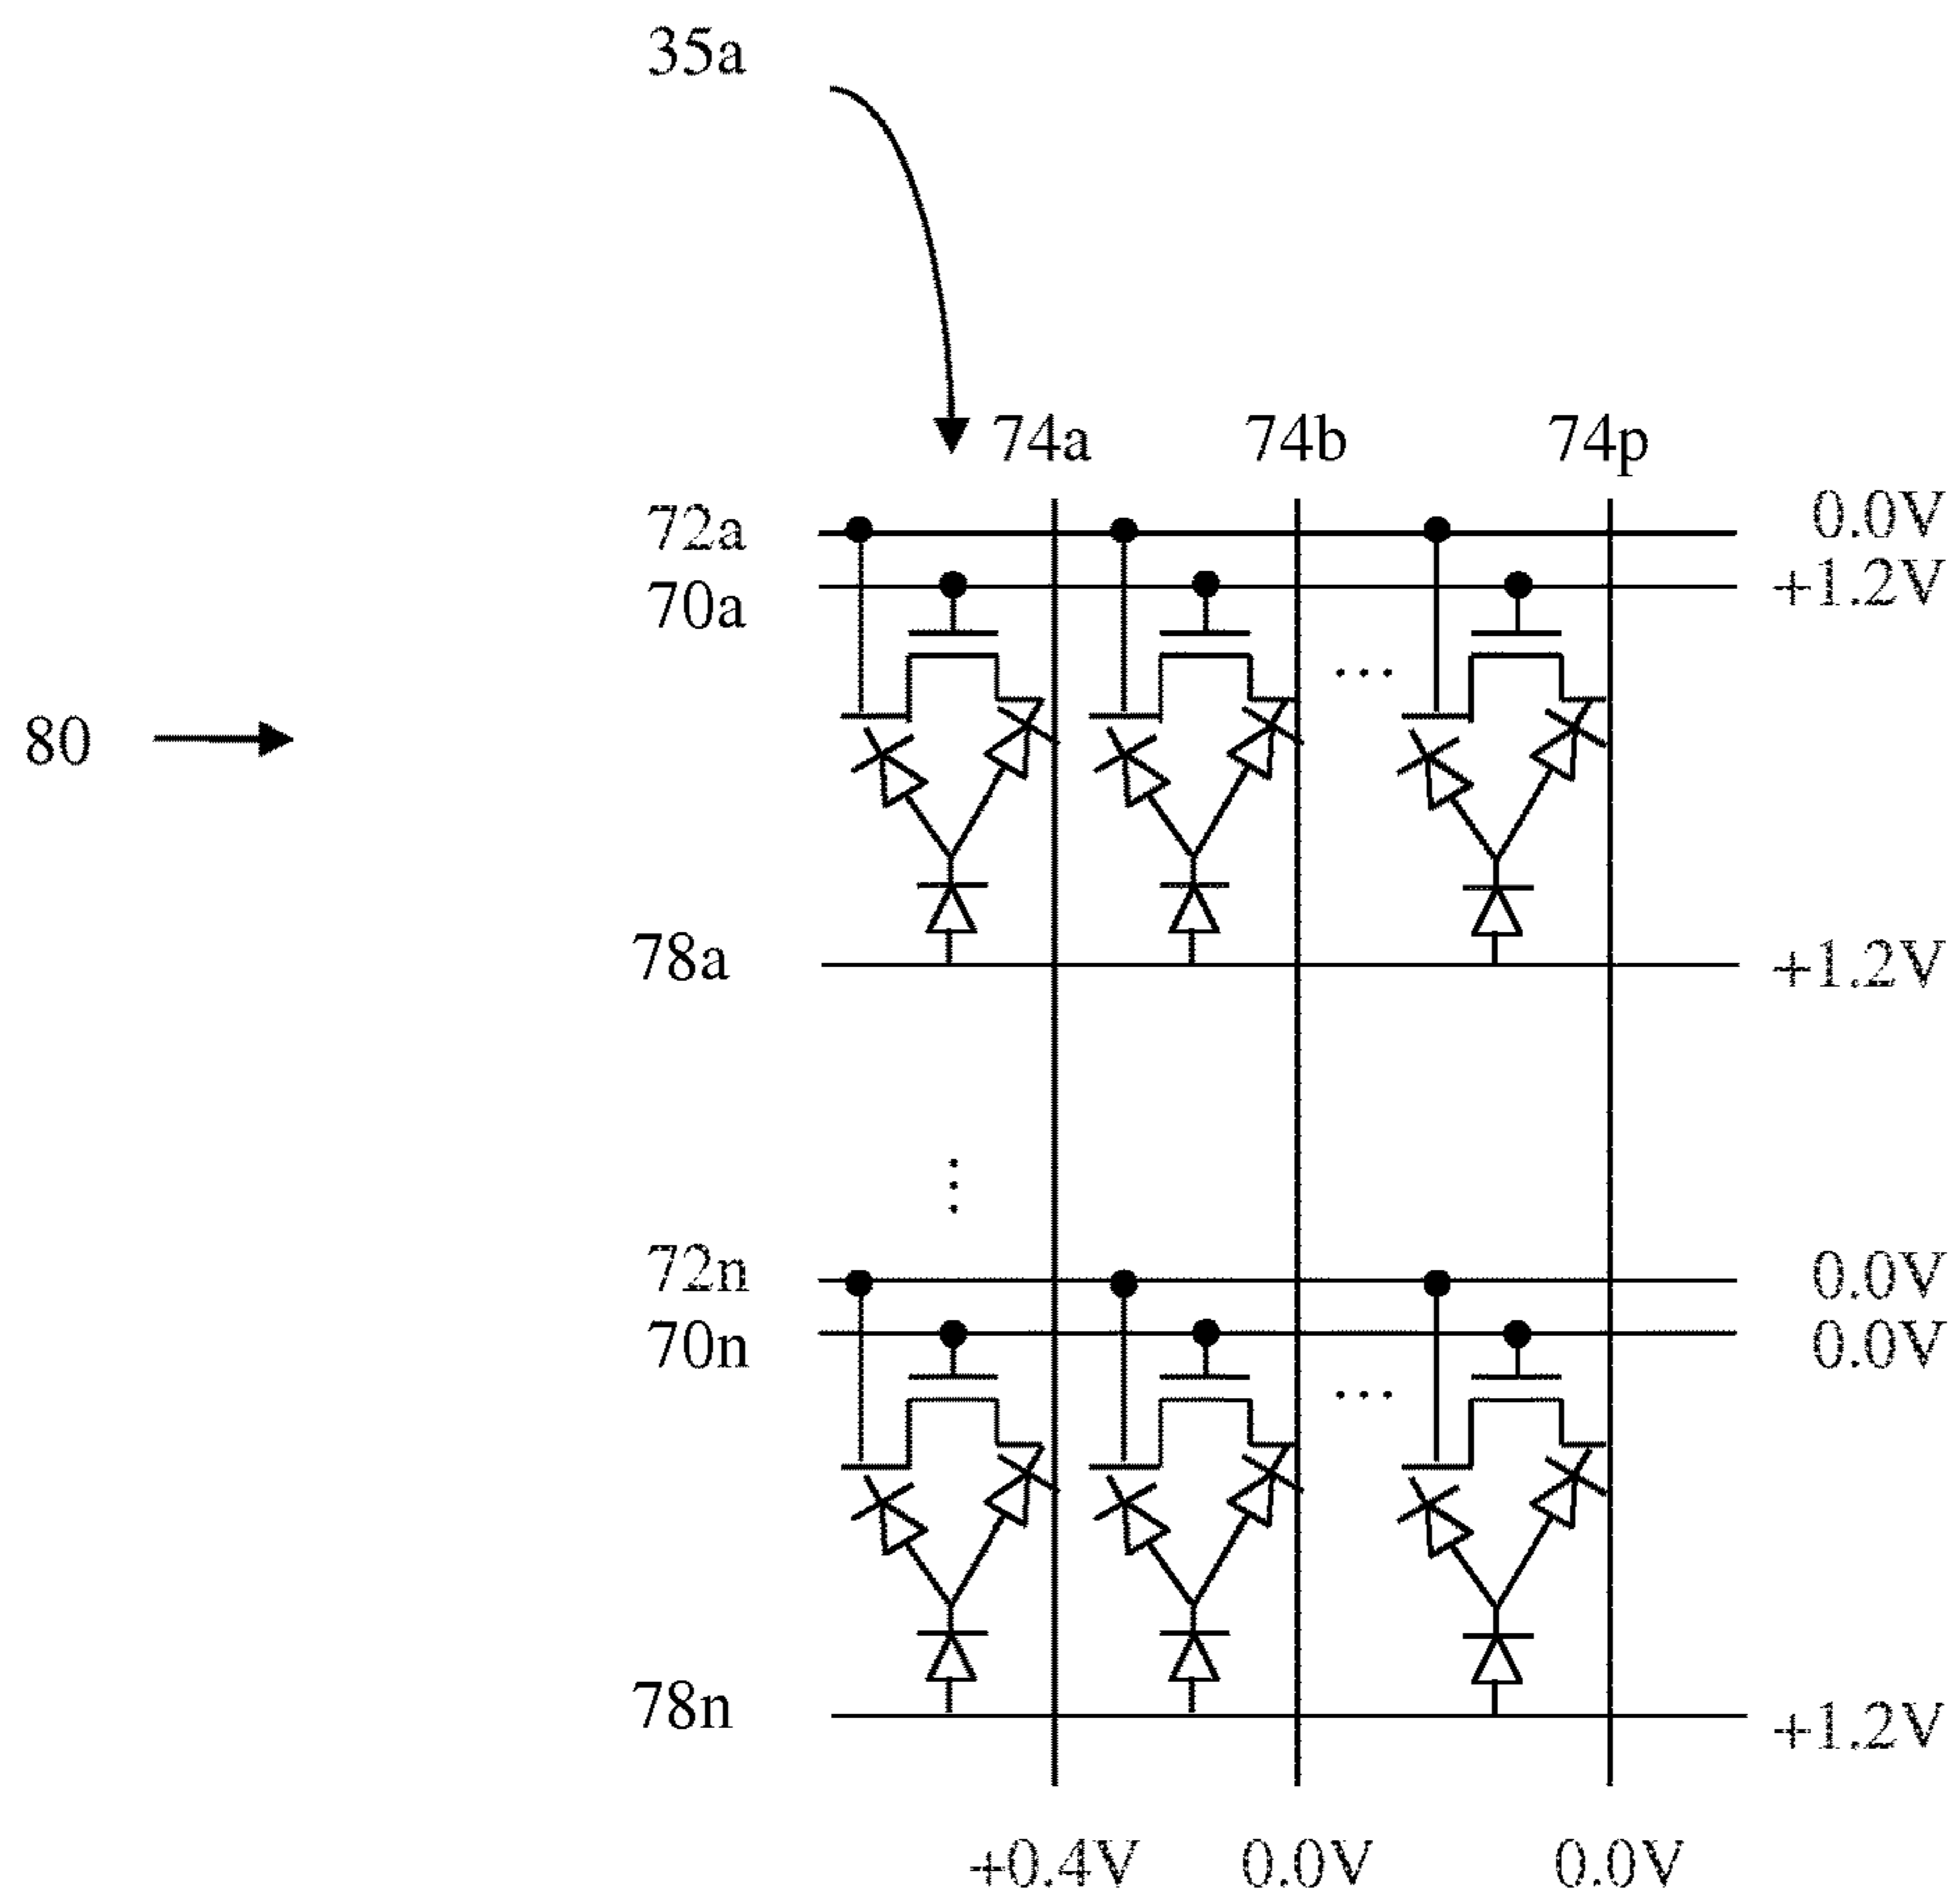 35a
74a 74b 74p
72a 0.0V
70a +1.2V
...
80
78a +1.2V
...
72n 0.0V
70n 0.0V
...
78n +1.2V
+0.4V 0.0V 0.0V